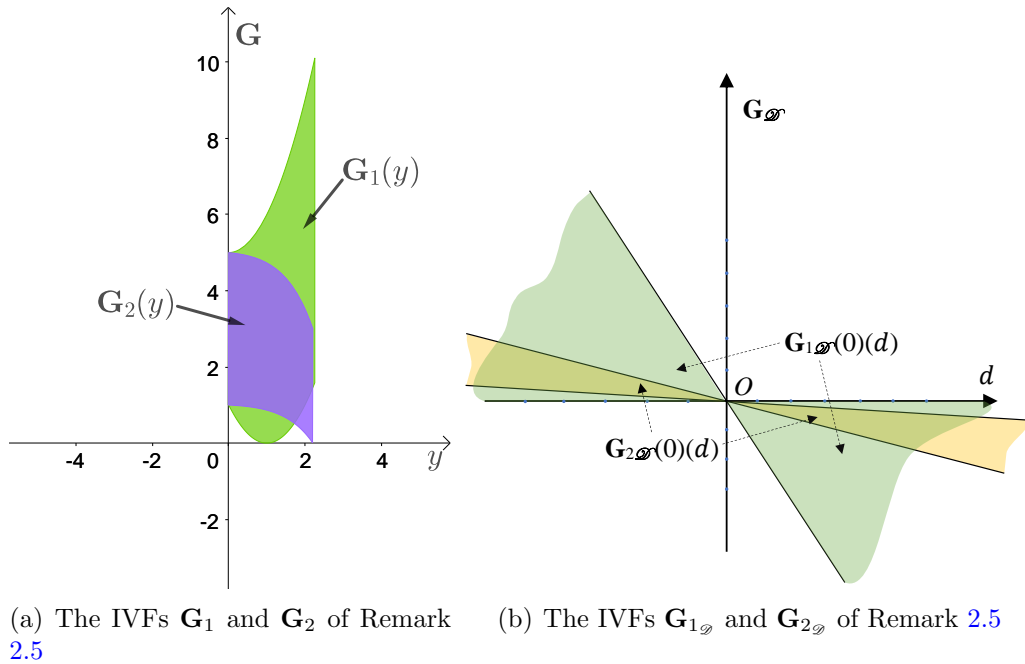 G
10
8
6
4
2
0
-2
-4
-2
2
4
y
G₁(y)
G₂(y)
G𝒟
G₁𝒟(0)(d)
O
d
G₂𝒟(0)(d)
(a) The IVFs G₁ and G₂ of Remark
2.5
(b) The IVFs G₁𝒟 and G₂𝒟 of Remark 2.5